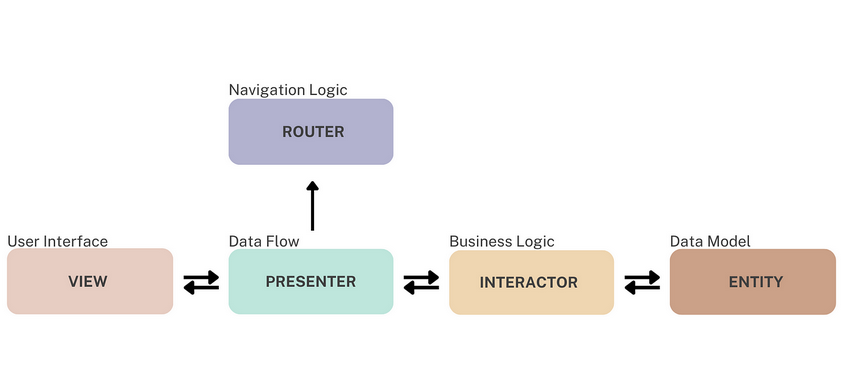 Navigation Logic
ROUTER
User Interface
VIEW
Data Flow
PRESENTER
Business Logic
INTERACTOR
Data Model
ENTITY